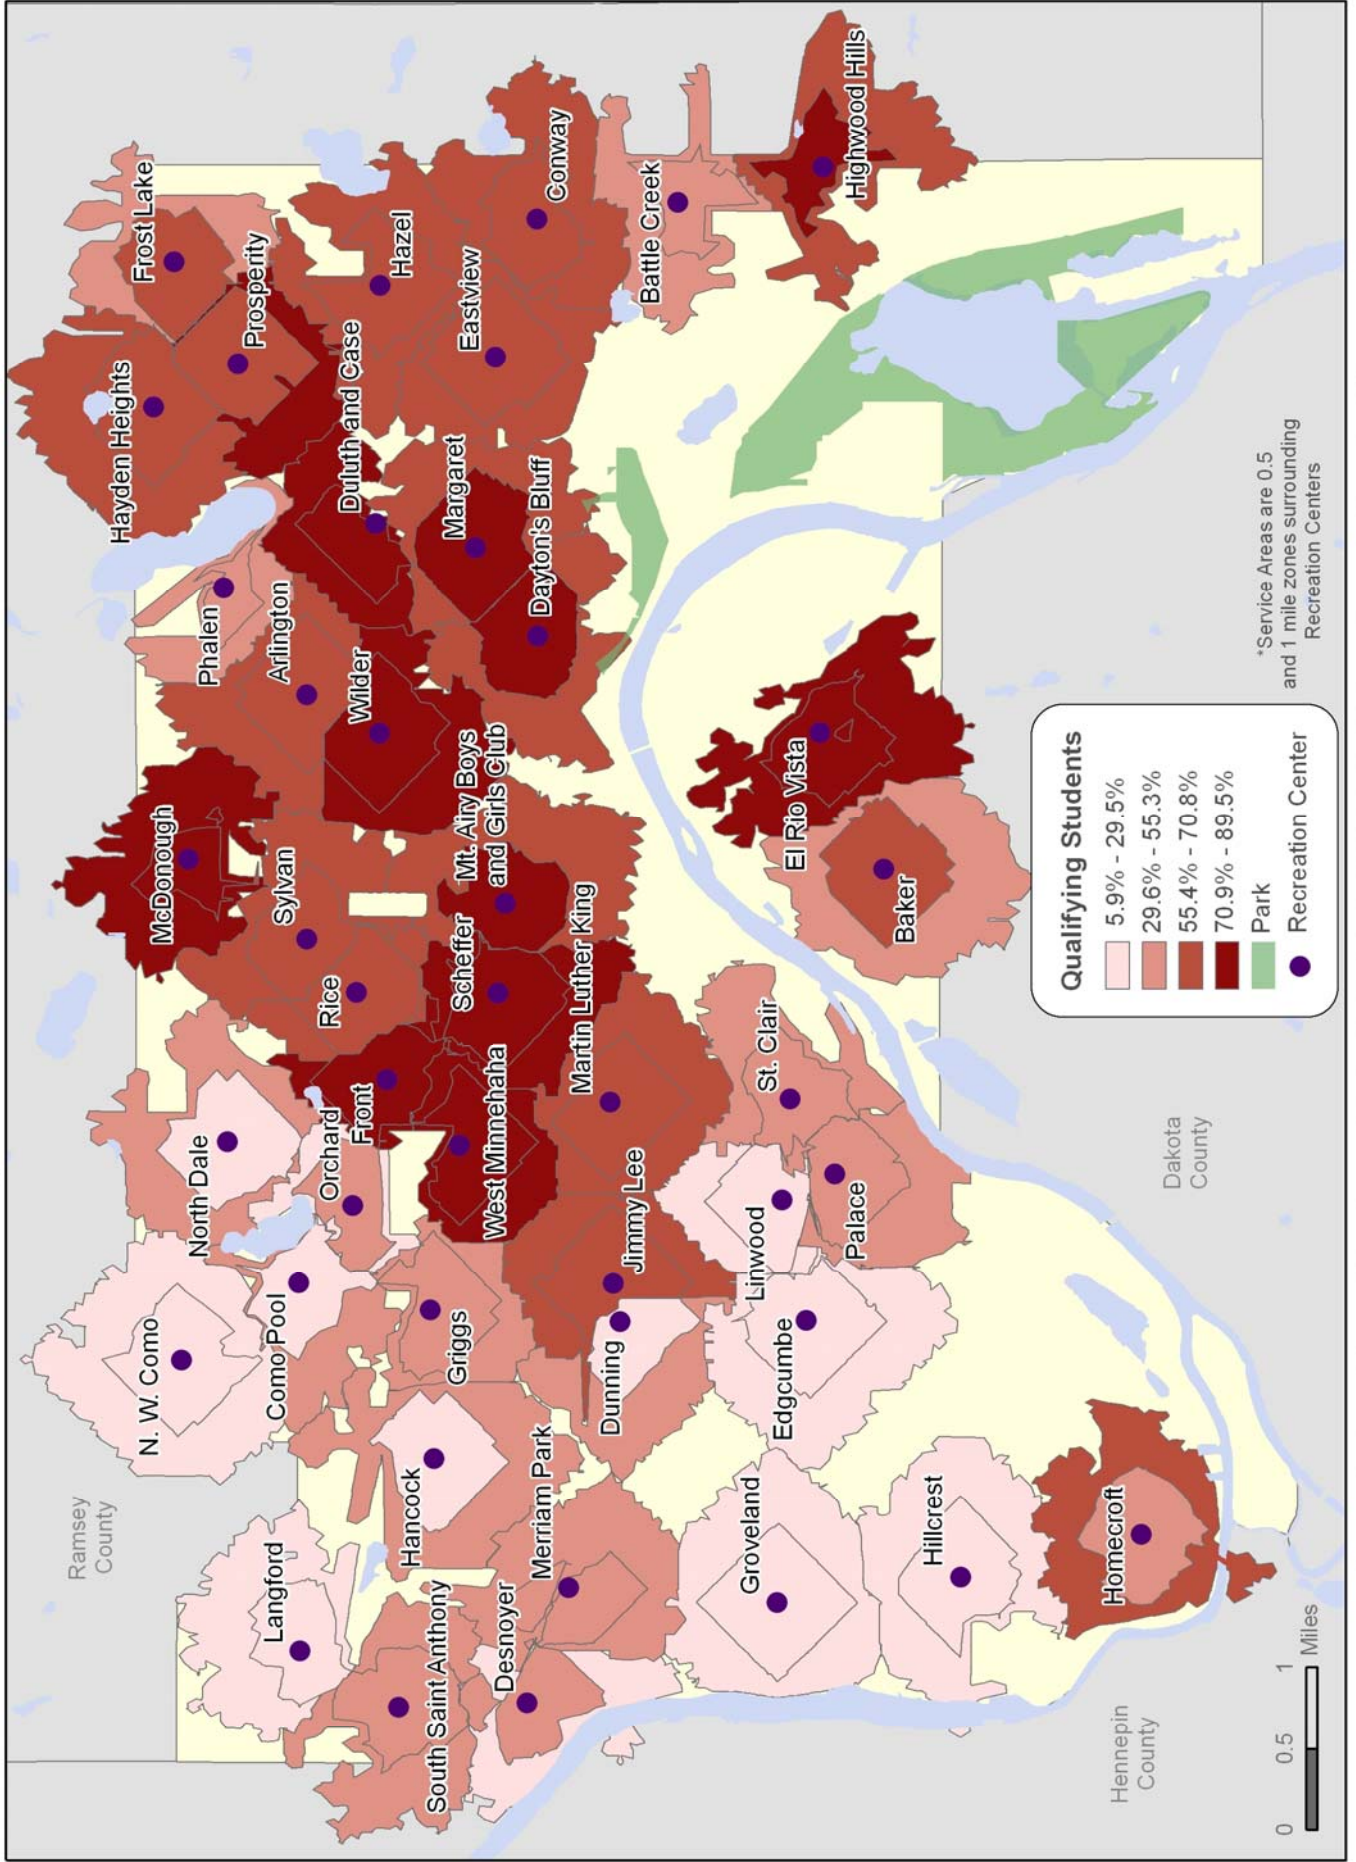 Ramsey
County
N. W. Como
North Dale
McDonough
Phalen
Hayden Heights
Frost Lake
Langford
Como Pool
Orchard
Rice
Sylvan
Arlington
Prosperity
Hancock
Griggs
Front
Wilder
Duluth and Case
Hazel
South Saint Anthony
Desnoyer
Merriam Park
West Minnehaha
Scheffer
Mt. Airy Boys
and Girls Club
Margaret
Eastview
Conway
Dunning
Jimmy Lee
Martin Luther King
Dayton's Bluff
Battle Creek
Groveland
Edgcumbe
Linwood
St. Clair
Palace
El Rio Vista
Highwood Hills
Hillcrest
Baker
Homecroft
Hennepin
County
Dakota
County
Qualifying Students
5.9% - 29.5%
29.6% - 55.3%
55.4% - 70.8%
70.9% - 89.5%
Park
Recreation Center
*Service Areas are 0.5
and 1 mile zones surrounding
Recreation Centers
0 0.5 1
Miles